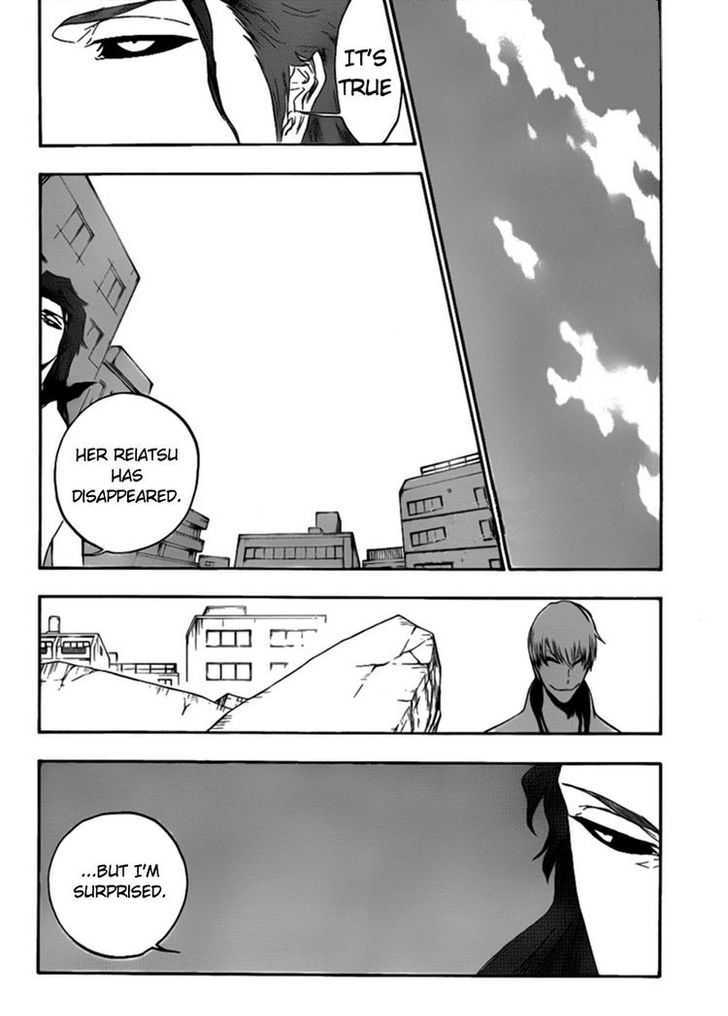 IT'S
TRUE
HER REIATSU
HAS
DISAPPEARED.
...BUT I'M
SURPRISED.